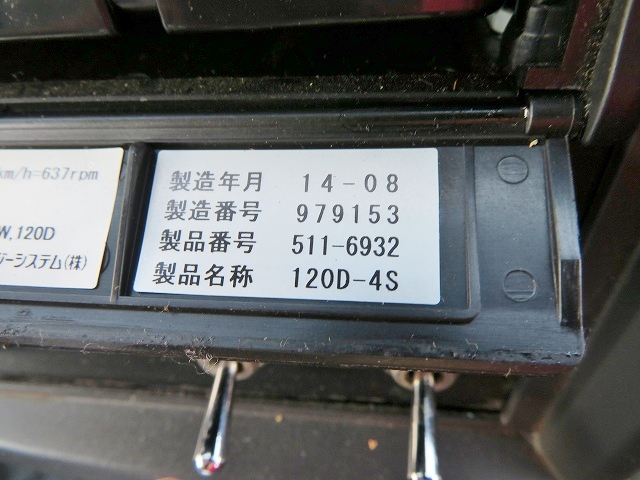 km/h=637rpm
W,120D
ジーシステム(株)
製造年月 14-08
製造番号 979153
製品番号 511-6932
製品名称 120D-4S